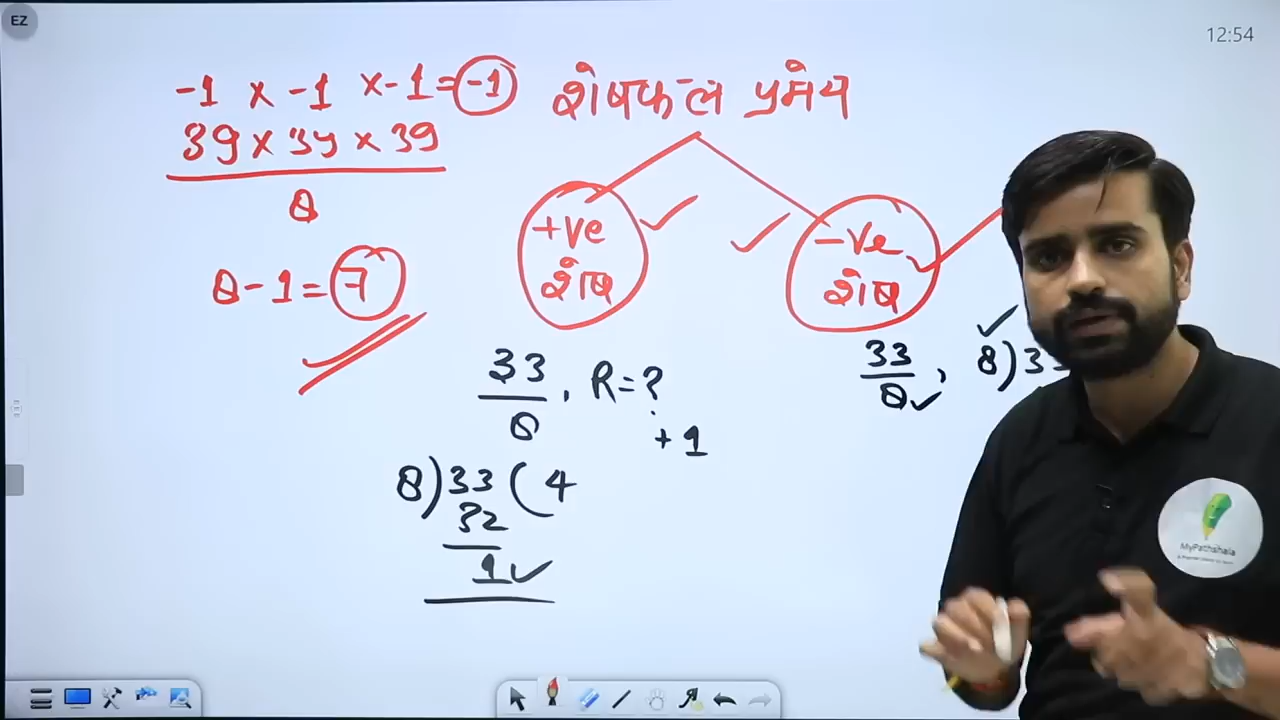 EZ
12:54
-1 x -1 x -1 = -1
39 x 39 x 39
8
8 - 1 = 7
शेषफल प्रमेय
+ve
शेष
-ve
शेष
33
8 , R = ?
+ 1
8 ) 33 ( 4
32
1
33
8 , 8 ) 33
MyPathshala